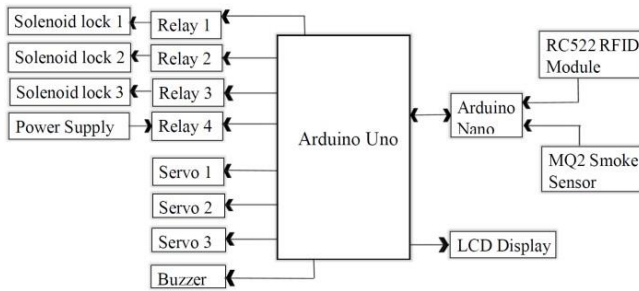 Solenoid lock 1
Relay 1
Solenoid lock 2
Relay 2
Solenoid lock 3
Relay 3
Power Supply
Relay 4
Servo 1
Servo 2
Servo 3
Buzzer
Arduino Uno
Arduino
Nano
RC522 RFID
Module
MQ2 Smoke
Sensor
LCD Display